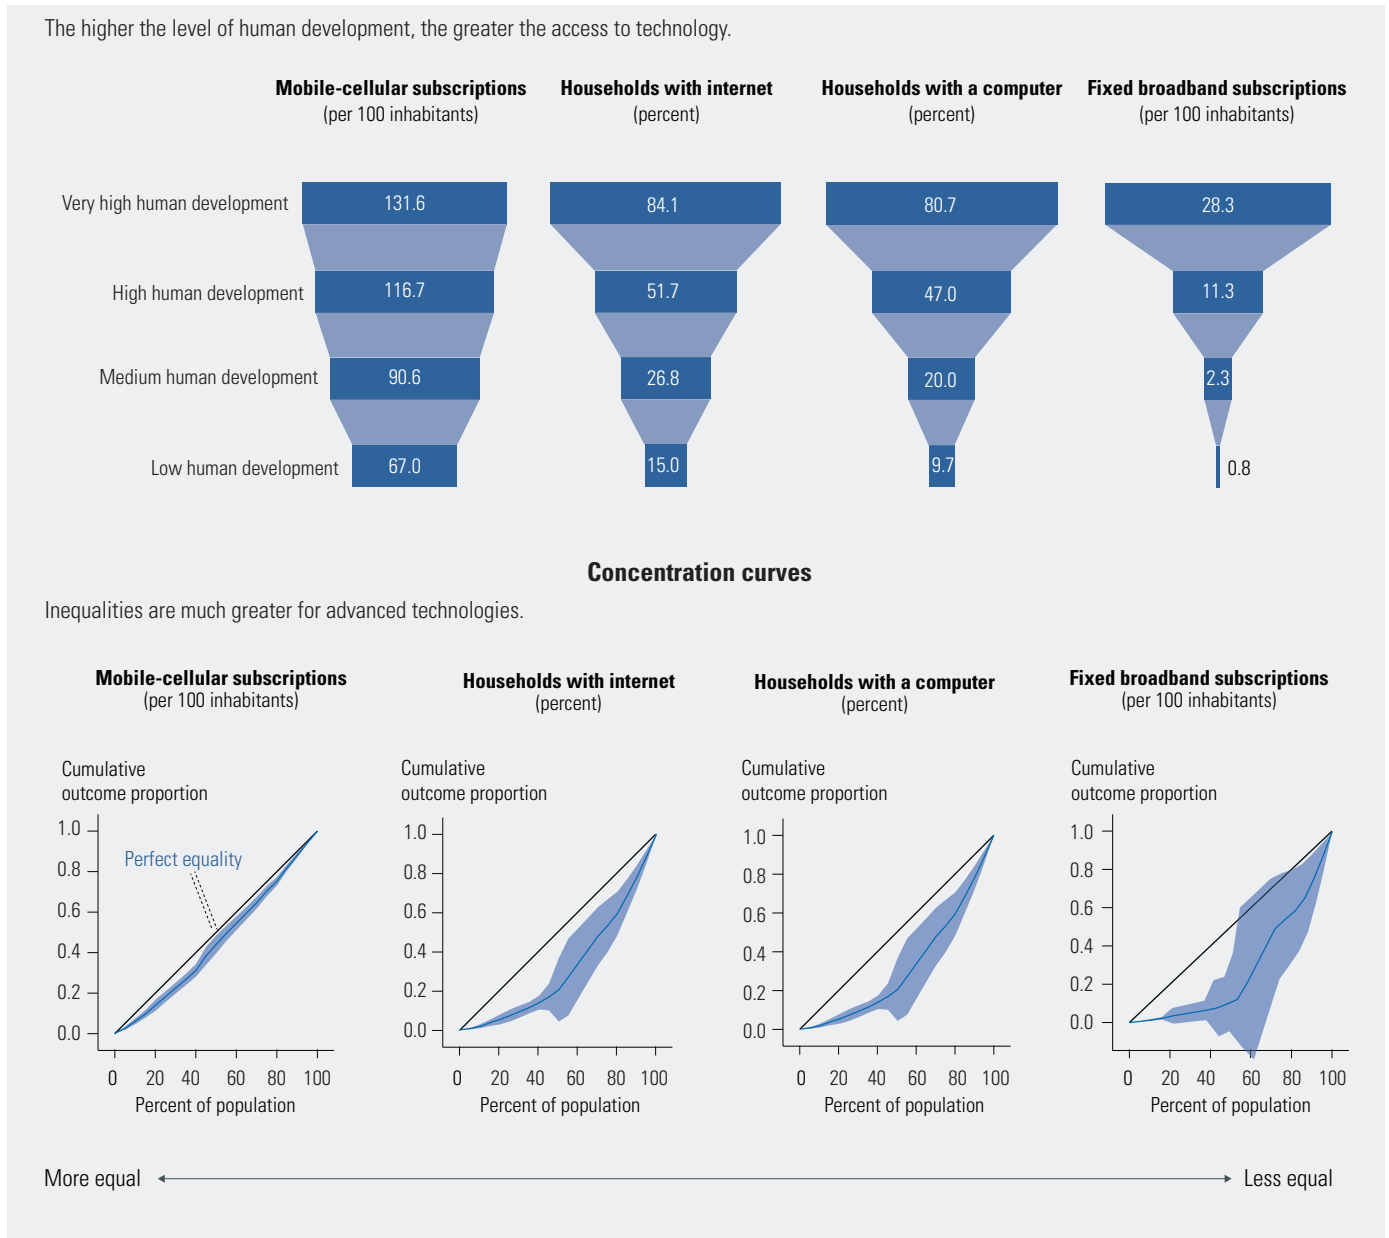 The higher the level of human development, the greater the access to technology.
Mobile-cellular subscriptions
(per 100 inhabitants)
Households with internet
(percent)
Households with a computer
(percent)
Fixed broadband subscriptions
(per 100 inhabitants)
Very high human development
131.6
84.1
80.7
28.3
High human development
116.7
51.7
47.0
11.3
Medium human development
90.6
26.8
20.0
2.3
Low human development
67.0
15.0
9.7
0.8
Concentration curves
Inequalities are much greater for advanced technologies.
Mobile-cellular subscriptions
(per 100 inhabitants)
Cumulative
outcome proportion
1.0
0.8
0.6
0.4
0.2
0.0
Perfect equality
0 20 40 60 80 100
Percent of population
Households with internet
(percent)
Cumulative
outcome proportion
1.0
0.8
0.6
0.4
0.2
0.0
0 20 40 60 80 100
Percent of population
Households with a computer
(percent)
Cumulative
outcome proportion
1.0
0.8
0.6
0.4
0.2
0.0
0 20 40 60 80 100
Percent of population
Fixed broadband subscriptions
(per 100 inhabitants)
Cumulative
outcome proportion
1.0
0.8
0.6
0.4
0.2
0.0
0 20 40 60 80 100
Percent of population
More equal
Less equal